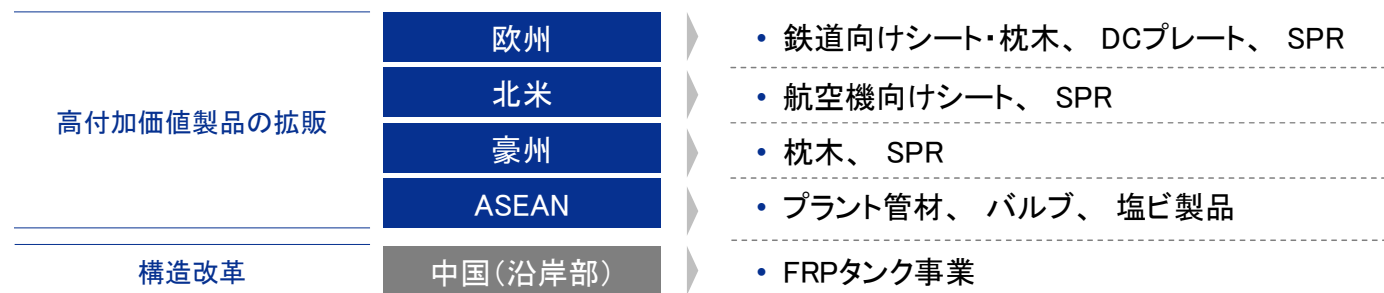 高付加価値製品の拡販
欧州
• 鉄道向けシート・枕木、 DCプレート、 SPR
北米
• 航空機向けシート、 SPR
豪州
• 枕木、 SPR
ASEAN
• プラント管材、 バルブ、 塩ビ製品
構造改革
中国(沿岸部)
• FRPタンク事業